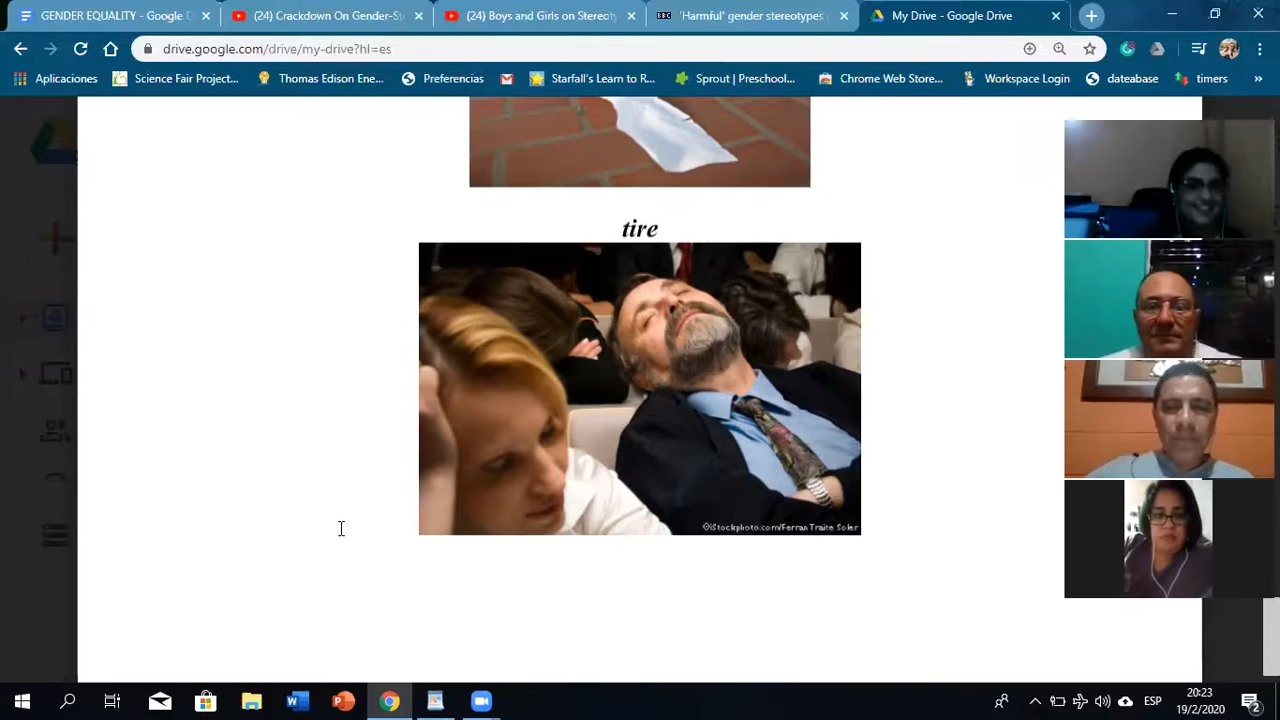 GENDER EQUALITY - Google D
(24) Crackdown On Gender-St
(24) Boys and Girls on Stereoty
BBC
'Harmful' gender stereotypes
My Drive - Google Drive
drive.google.com/drive/my-drive?hl=es
Aplicaciones
Science Fair Project...
Thomas Edison Ene...
Preferencias
Starfall's Learn to R...
Sprout | Preschool...
Chrome Web Store...
Workspace Login
dateabase
timers
»
tire
©iStockphoto.com/Ferran Traite Soler
ESP
20:23
19/2/2020
2